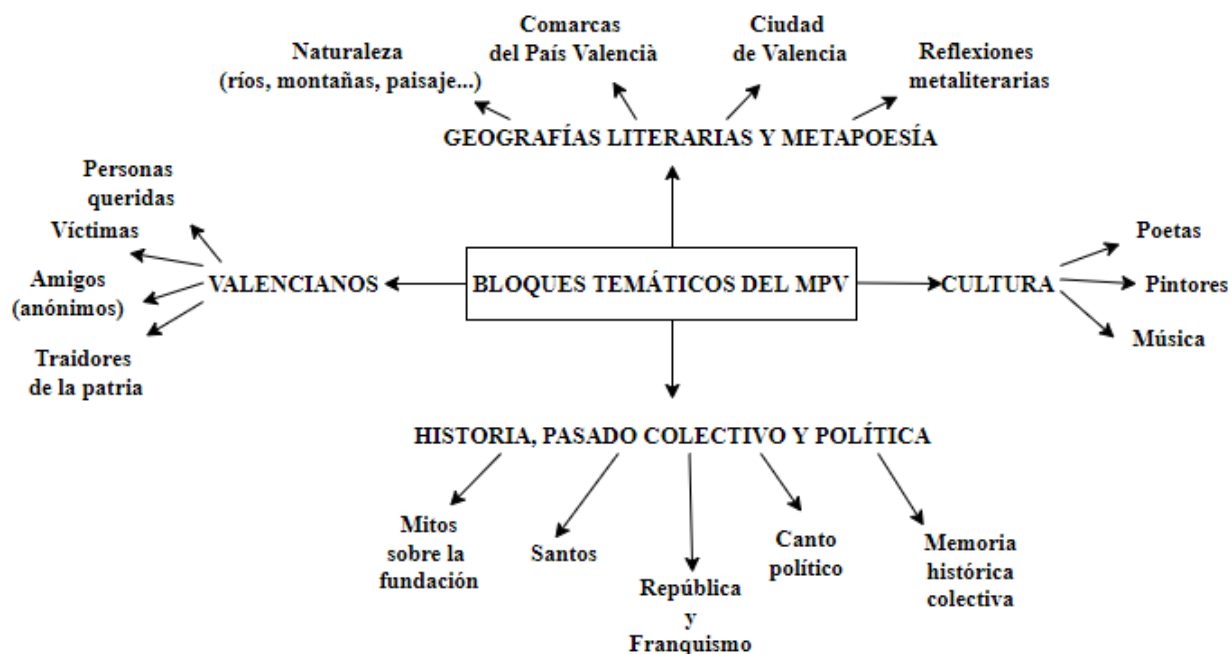 Naturaleza
(ríos, montañas, paisaje...)
Comarcas
del País Valencià
Ciudad
de Valencia
Reflexiones
metaliterarias
GEOGRAFÍAS LITERARIAS Y METAPOESÍA
Personas
queridas
Víctimas
Amigos
(anónimos)
Traidores
de la patria
VALENCIANOS
BLOQUES TEMÁTICOS DEL MPV
CULTURA
Poetas
Pintores
Música
HISTORIA, PASADO COLECTIVO Y POLÍTICA
Mitos
sobre la
fundación
Santos
República
y
Franquismo
Canto
político
Memoria
histórica
colectiva